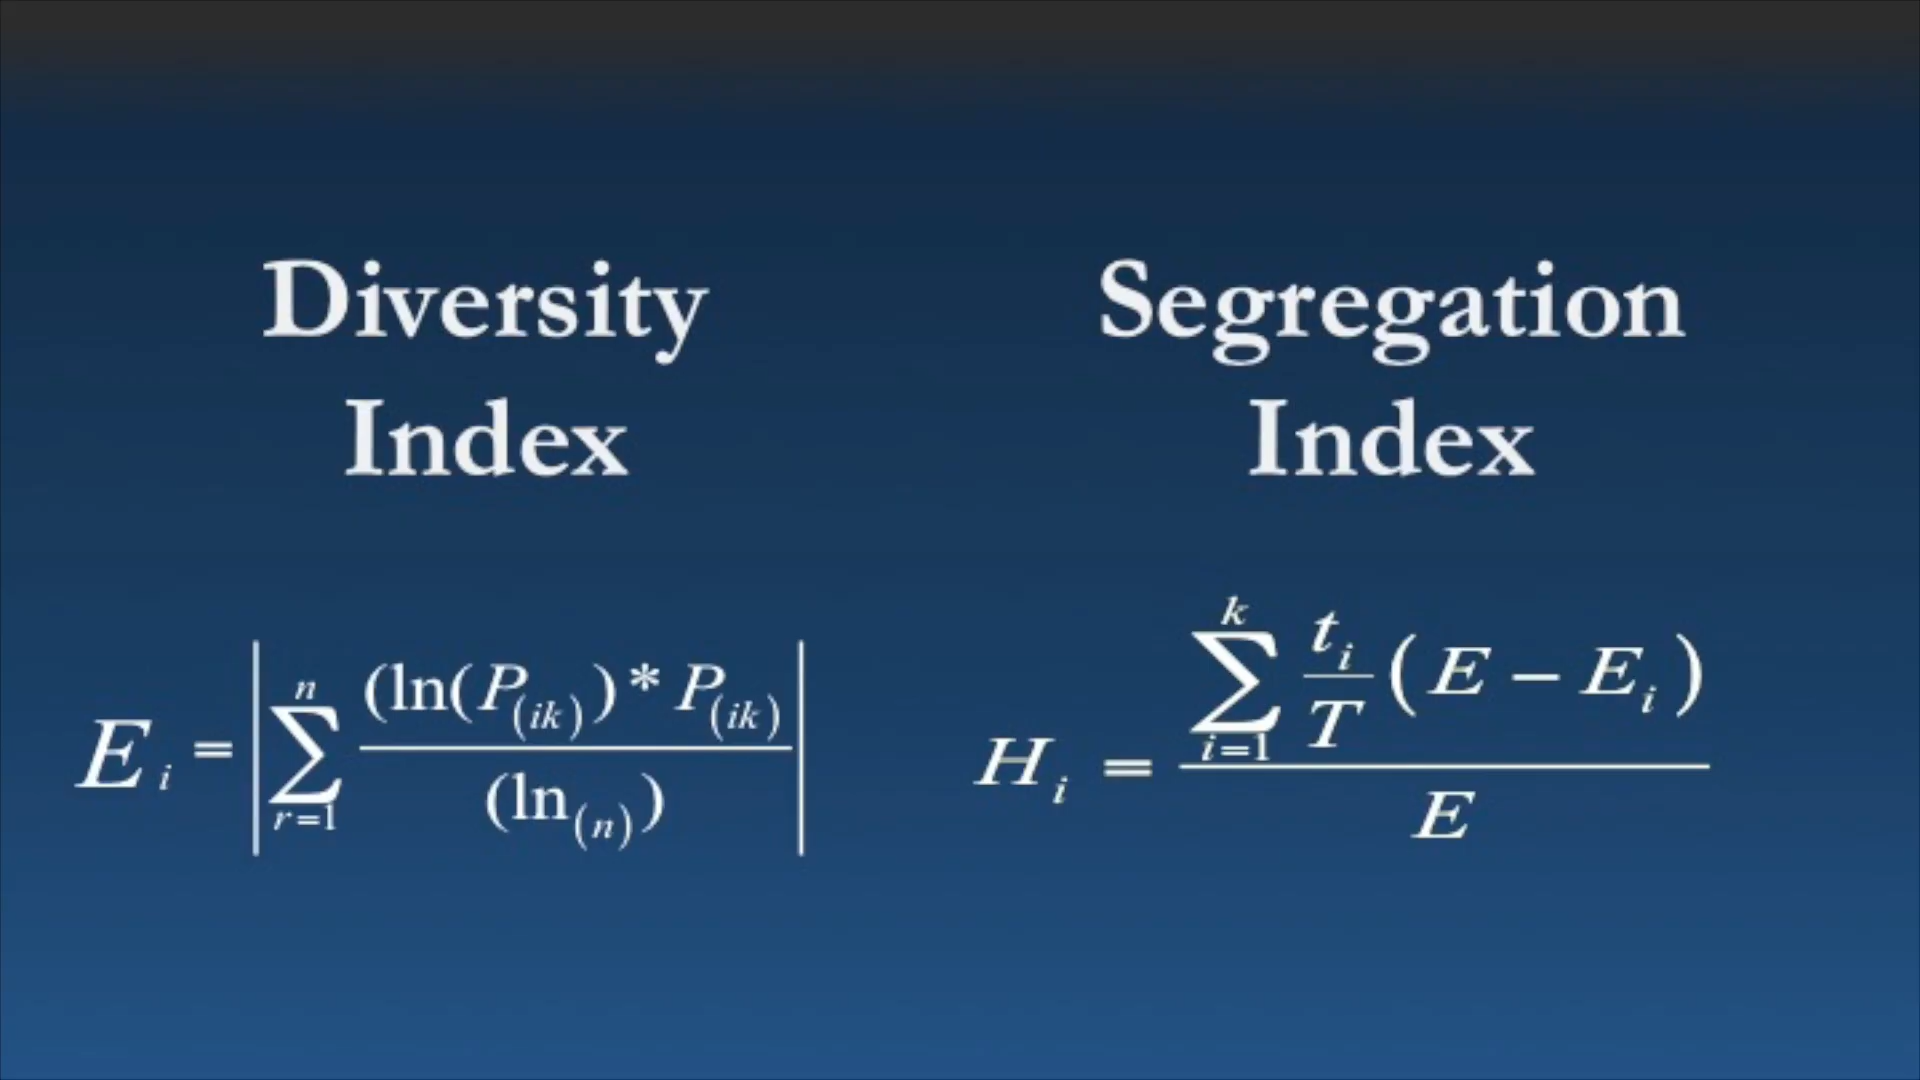 Diversity
Index
E_i = |∑_{r=1}^{n} (ln(P_(ik)) * P_(ik)) / (ln_(n))|
Segregation
Index
H_i = ∑_{i=1}^{k} t_i/T (E − E_i) / E